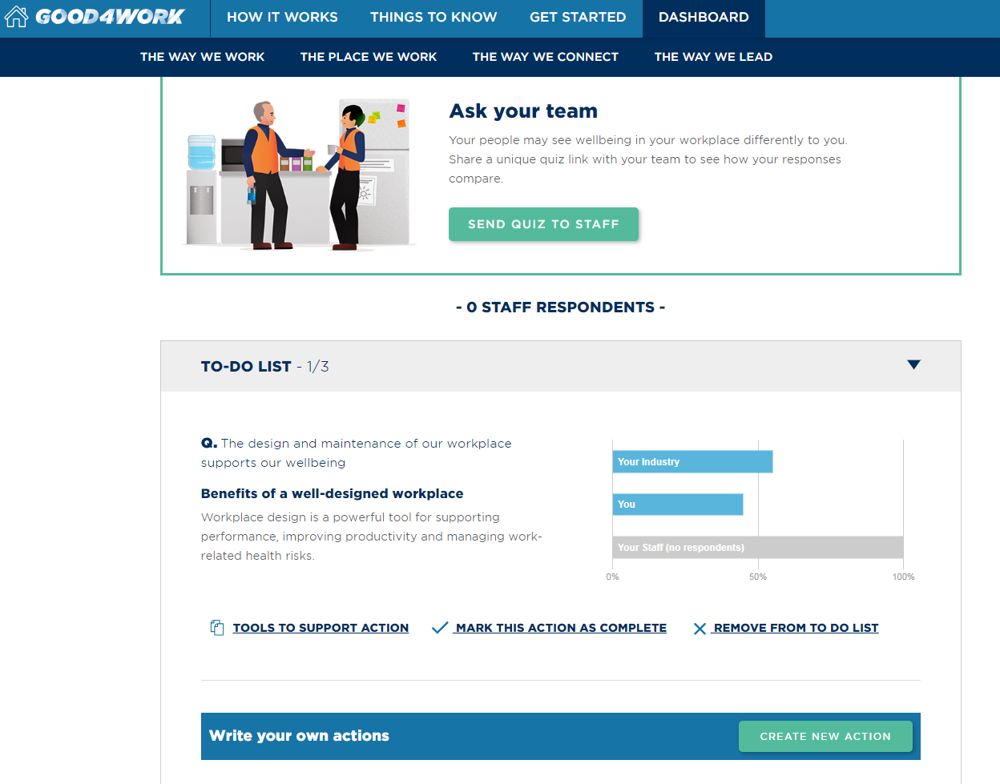 GOOD4WORK
HOW IT WORKS
THINGS TO KNOW
GET STARTED
DASHBOARD
THE WAY WE WORK
THE PLACE WE WORK
THE WAY WE CONNECT
THE WAY WE LEAD
Ask your team
Your people may see wellbeing in your workplace differently to you.
Share a unique quiz link with your team to see how your responses
compare.
SEND QUIZ TO STAFF
- 0 STAFF RESPONDENTS -
TO-DO LIST - 1/3
Q. The design and maintenance of our workplace
supports our wellbeing
Benefits of a well-designed workplace
Workplace design is a powerful tool for supporting
performance, improving productivity and managing work-
related health risks.
Your Industry
You
Your Staff (no respondents)
0%
50%
100%
TOOLS TO SUPPORT ACTION
MARK THIS ACTION AS COMPLETE
REMOVE FROM TO DO LIST
Write your own actions
CREATE NEW ACTION